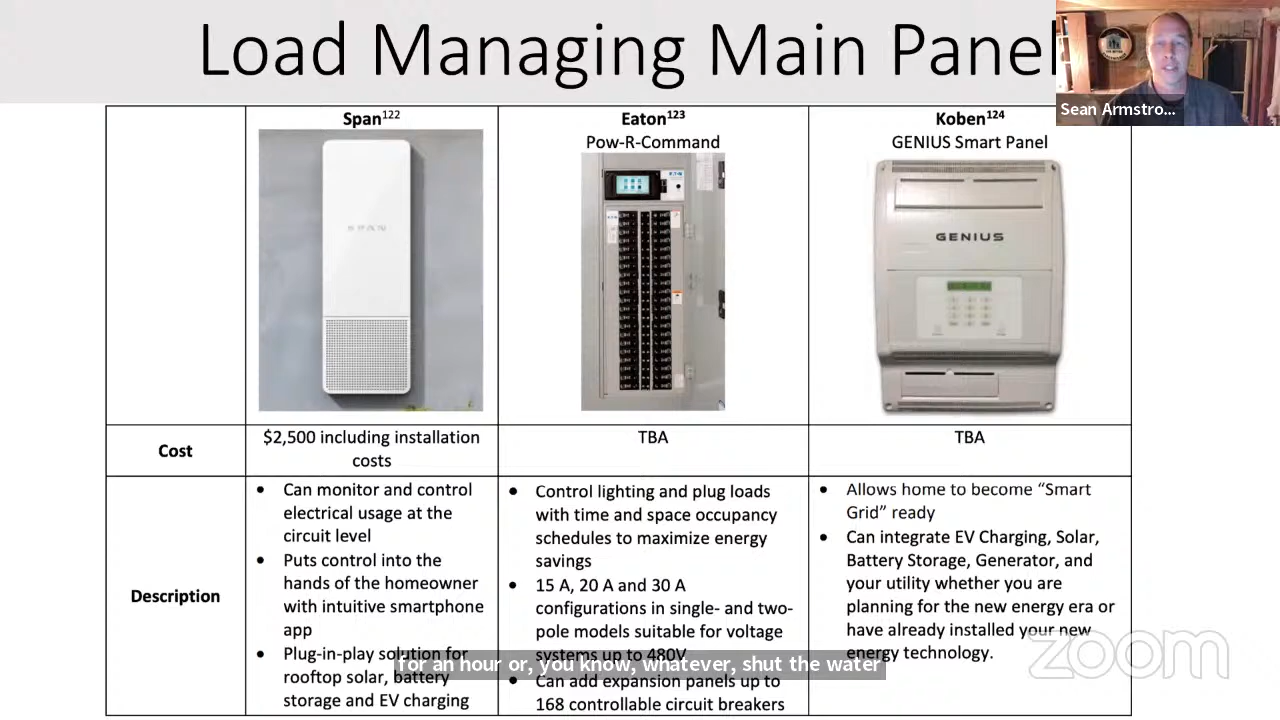 Load Managing Main Panel
Sean Armstro...
Span122
Eaton123
Pow-R-Command
Koben124
GENIUS Smart Panel
SPAN
GENIUS
Cost
$2,500 including installation
costs
TBA
TBA
Description
• Can monitor and control
electrical usage at the
circuit level
• Puts control into the
hands of the homeowner
with intuitive smartphone
app
• Plug-in-play solution for
rooftop solar, battery
storage and EV charging
• Control lighting and plug loads
with time and space occupancy
schedules to maximize energy
savings
• 15 A, 20 A and 30 A
configurations in single- and two-
pole models suitable for voltage
systems up to 480V
• Can add expansion panels up to
168 controllable circuit breakers
• Allows home to become “Smart
Grid” ready
• Can integrate EV Charging, Solar,
Battery Storage, Generator, and
your utility whether you are
planning for the new energy era or
have already installed your new
energy technology.
for an hour or, you know, whatever, shut the water
zoom